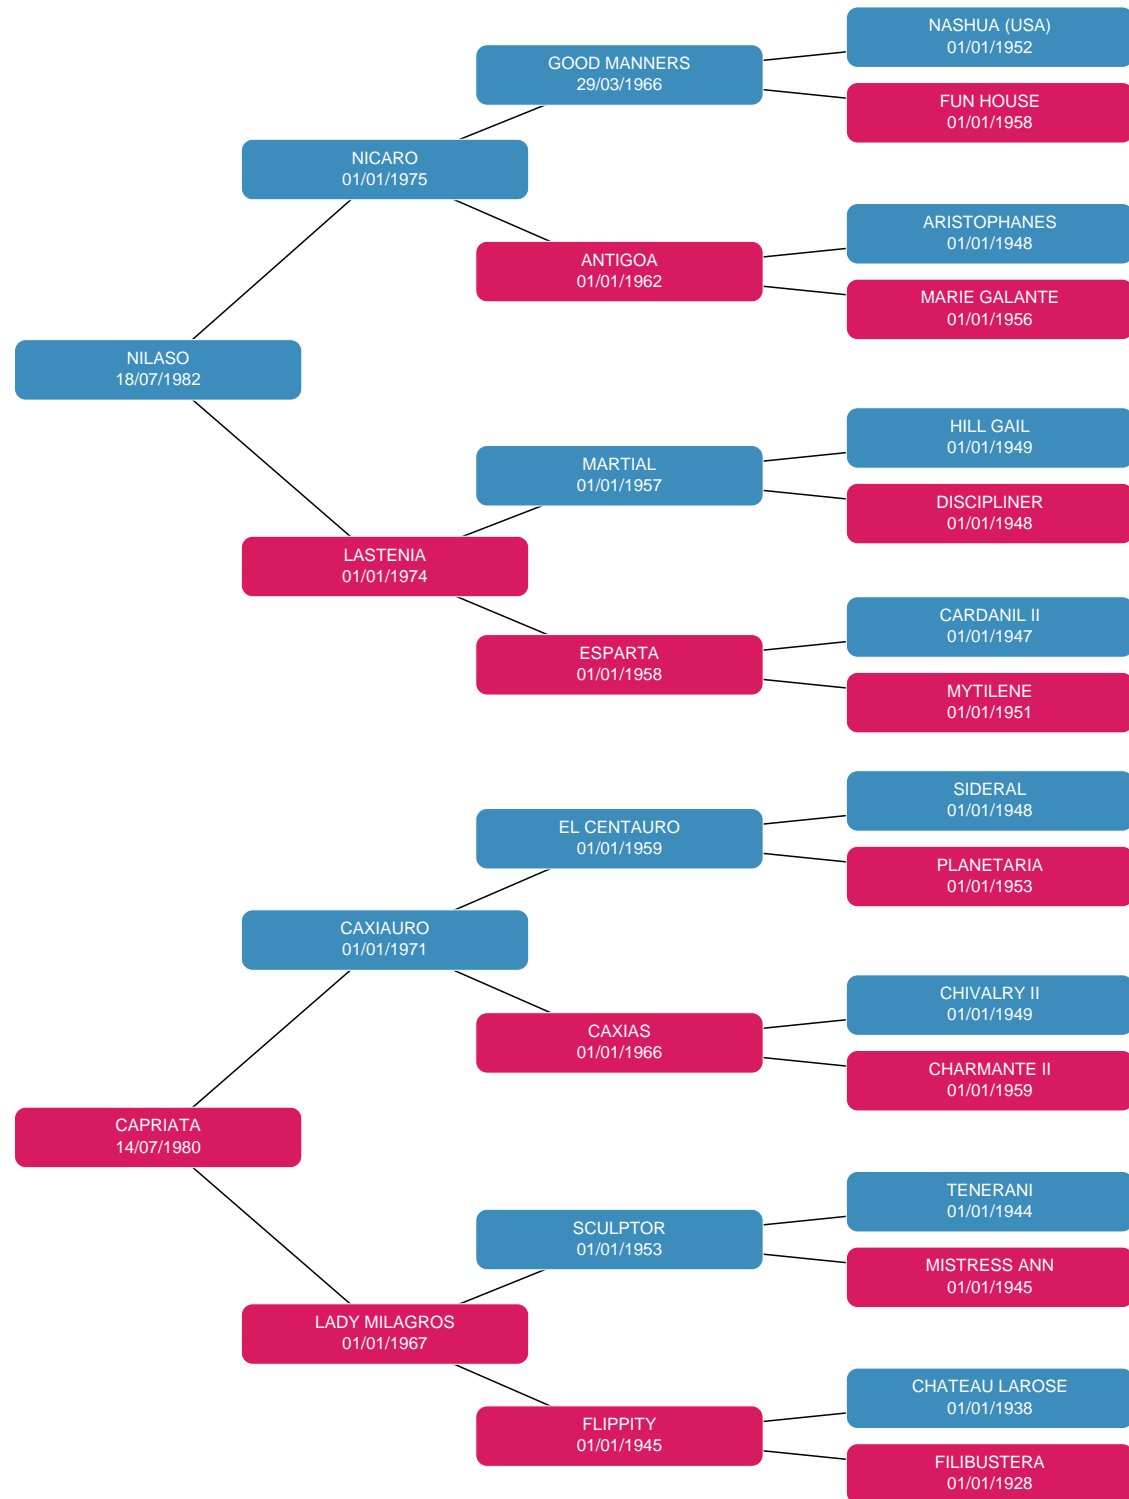 NASHUA (USA)
01/01/1952
GOOD MANNERS
29/03/1966
FUN HOUSE
01/01/1958
NICARO
01/01/1975
ARISTOPHANES
01/01/1948
ANTIGOA
01/01/1962
MARIE GALANTE
01/01/1956
NILASO
18/07/1982
HILL GAIL
01/01/1949
MARTIAL
01/01/1957
DISCIPLINER
01/01/1948
LASTENIA
01/01/1974
CARDANIL II
01/01/1947
ESPARTA
01/01/1958
MYTILENE
01/01/1951
SIDERAL
01/01/1948
EL CENTAURO
01/01/1959
PLANETARIA
01/01/1953
CAXIAURO
01/01/1971
CHIVALRY II
01/01/1949
CAXIAS
01/01/1966
CHARMANTE II
01/01/1959
CAPRIATA
14/07/1980
TENERANI
01/01/1944
SCULPTOR
01/01/1953
MISTRESS ANN
01/01/1945
LADY MILAGROS
01/01/1967
CHATEAU LAROSE
01/01/1938
FLIPPITY
01/01/1945
FILIBUSTERA
01/01/1928